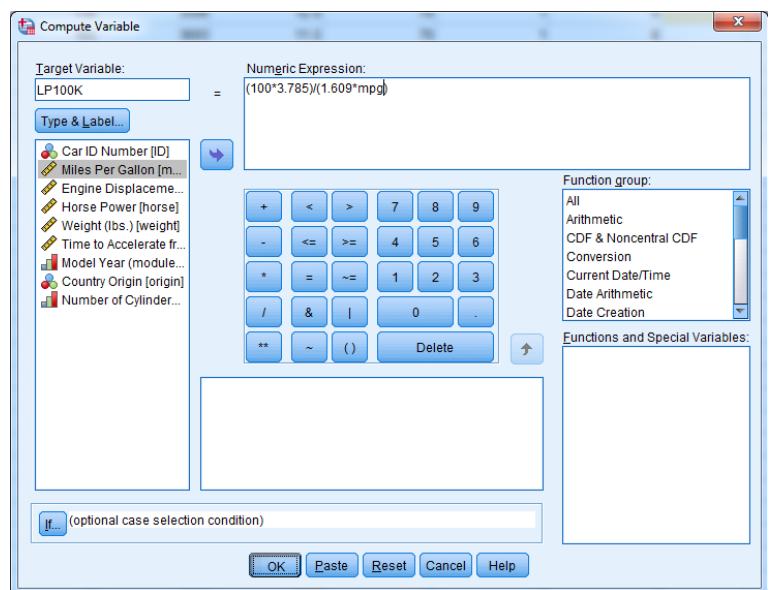 Compute Variable
Target Variable:
LP100K
=
Numeric Expression:
(100*3.785)/(1.609*mpg)
Type & Label...
Car ID Number [ID]
Miles Per Gallon [m...
Engine Displaceme...
Horse Power [horse]
Weight (lbs.) [weight]
Time to Accelerate fr...
Model Year (module...
Country Origin [origin]
Number of Cylinder...
+ < > 7 8 9
- <= >= 4 5 6
* = ~= 1 2 3
/ & | 0 .
** ~ ( ) Delete
Function group:
All
Arithmetic
CDF & Noncentral CDF
Conversion
Current Date/Time
Date Arithmetic
Date Creation
Functions and Special Variables:
If... (optional case selection condition)
OK Paste Reset Cancel Help